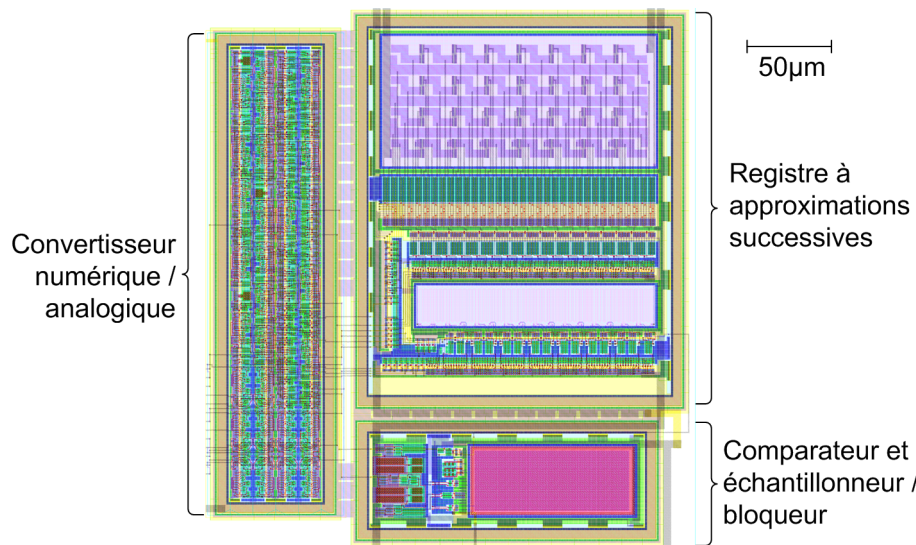 50µm
Registre à
approximations
successives
Convertisseur
numérique /
analogique
Comparateur et
échantillonneur /
bloqueur